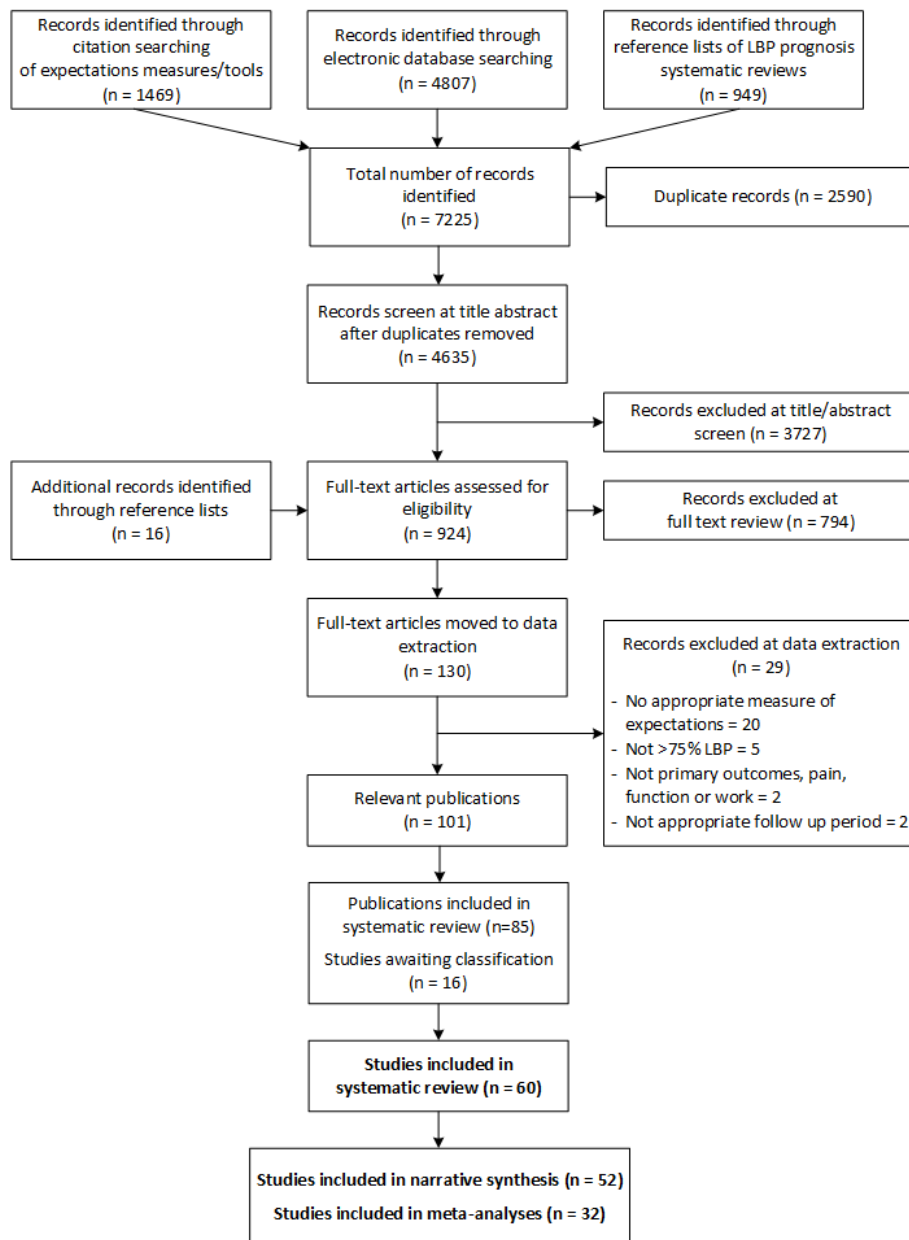 Records identified through
citation searching
of expectations measures/tools
(n = 1469)
Records identified through
electronic database searching
(n = 4807)
Records identified through
reference lists of LBP prognosis
systematic reviews
(n = 949)
Total number of records
identified
(n = 7225)
Duplicate records (n = 2590)
Records screen at title abstract
after duplicates removed
(n = 4635)
Records excluded at title/abstract
screen (n = 3727)
Additional records identified
through reference lists
(n = 16)
Full-text articles assessed for
eligibility
(n = 924)
Records excluded at
full text review (n = 794)
Full-text articles moved to data
extraction
(n = 130)
Records excluded at data extraction
(n = 29)
- No appropriate measure of
expectations = 20
- Not >75% LBP = 5
- Not primary outcomes, pain,
function or work = 2
- Not appropriate follow up period = 2
Relevant publications
(n = 101)
Publications included in
systematic review (n=85)
Studies awaiting classification
(n = 16)
Studies included in
systematic review (n = 60)
Studies included in narrative synthesis (n = 52)
Studies included in meta-analyses (n = 32)